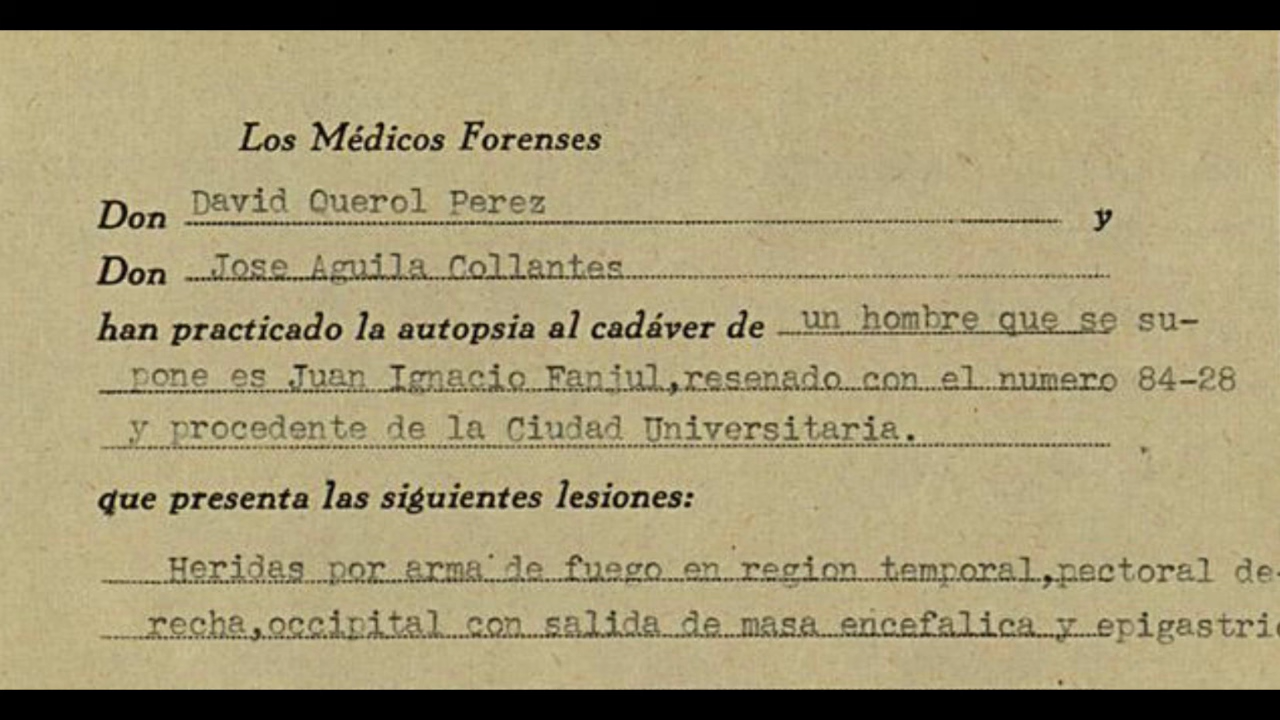 Los Médicos Forenses
Don David Querol Perez y
Don Jose Aguila Collantes
han practicado la autopsia al cadáver de un hombre que se su-
pone es Juan Ignacio Fanjul,resenado con el numero 84-28
y procedente de la Ciudad Universitaria.
que presenta las siguientes lesiones:
Heridas por arma de fuego en region temporal,pectoral de-
recha,occipital con salida de masa encefalica y epigastric